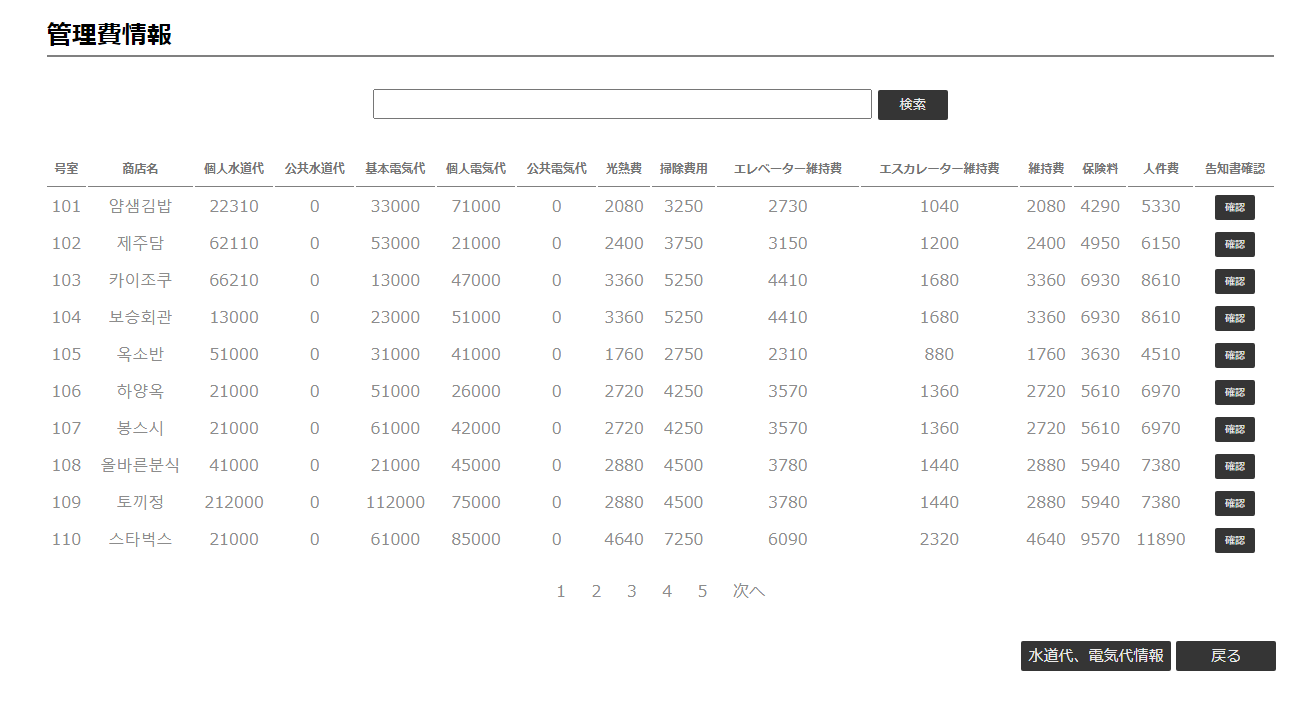 管理費情報
検索
号室 商店名 個人水道代 公共水道代 基本電気代 個人電気代 公共電気代 光熱費 掃除費用 エレベーター維持費 エスカレーター維持費 維持費 保険料 人件費 告知書確認
101 얌샘김밥 22310 0 33000 71000 0 2080 3250 2730 1040 2080 4290 5330 確認
102 제주담 62110 0 53000 21000 0 2400 3750 3150 1200 2400 4950 6150 確認
103 카이조쿠 66210 0 13000 47000 0 3360 5250 4410 1680 3360 6930 8610 確認
104 보승회관 13000 0 23000 51000 0 3360 5250 4410 1680 3360 6930 8610 確認
105 옥소반 51000 0 31000 41000 0 1760 2750 2310 880 1760 3630 4510 確認
106 하양옥 21000 0 51000 26000 0 2720 4250 3570 1360 2720 5610 6970 確認
107 봉스시 21000 0 61000 42000 0 2720 4250 3570 1360 2720 5610 6970 確認
108 올바른분식 41000 0 21000 45000 0 2880 4500 3780 1440 2880 5940 7380 確認
109 토끼정 212000 0 112000 75000 0 2880 4500 3780 1440 2880 5940 7380 確認
110 스타벅스 21000 0 61000 85000 0 4640 7250 6090 2320 4640 9570 11890 確認
1 2 3 4 5 次へ
水道代、電気代情報 戻る